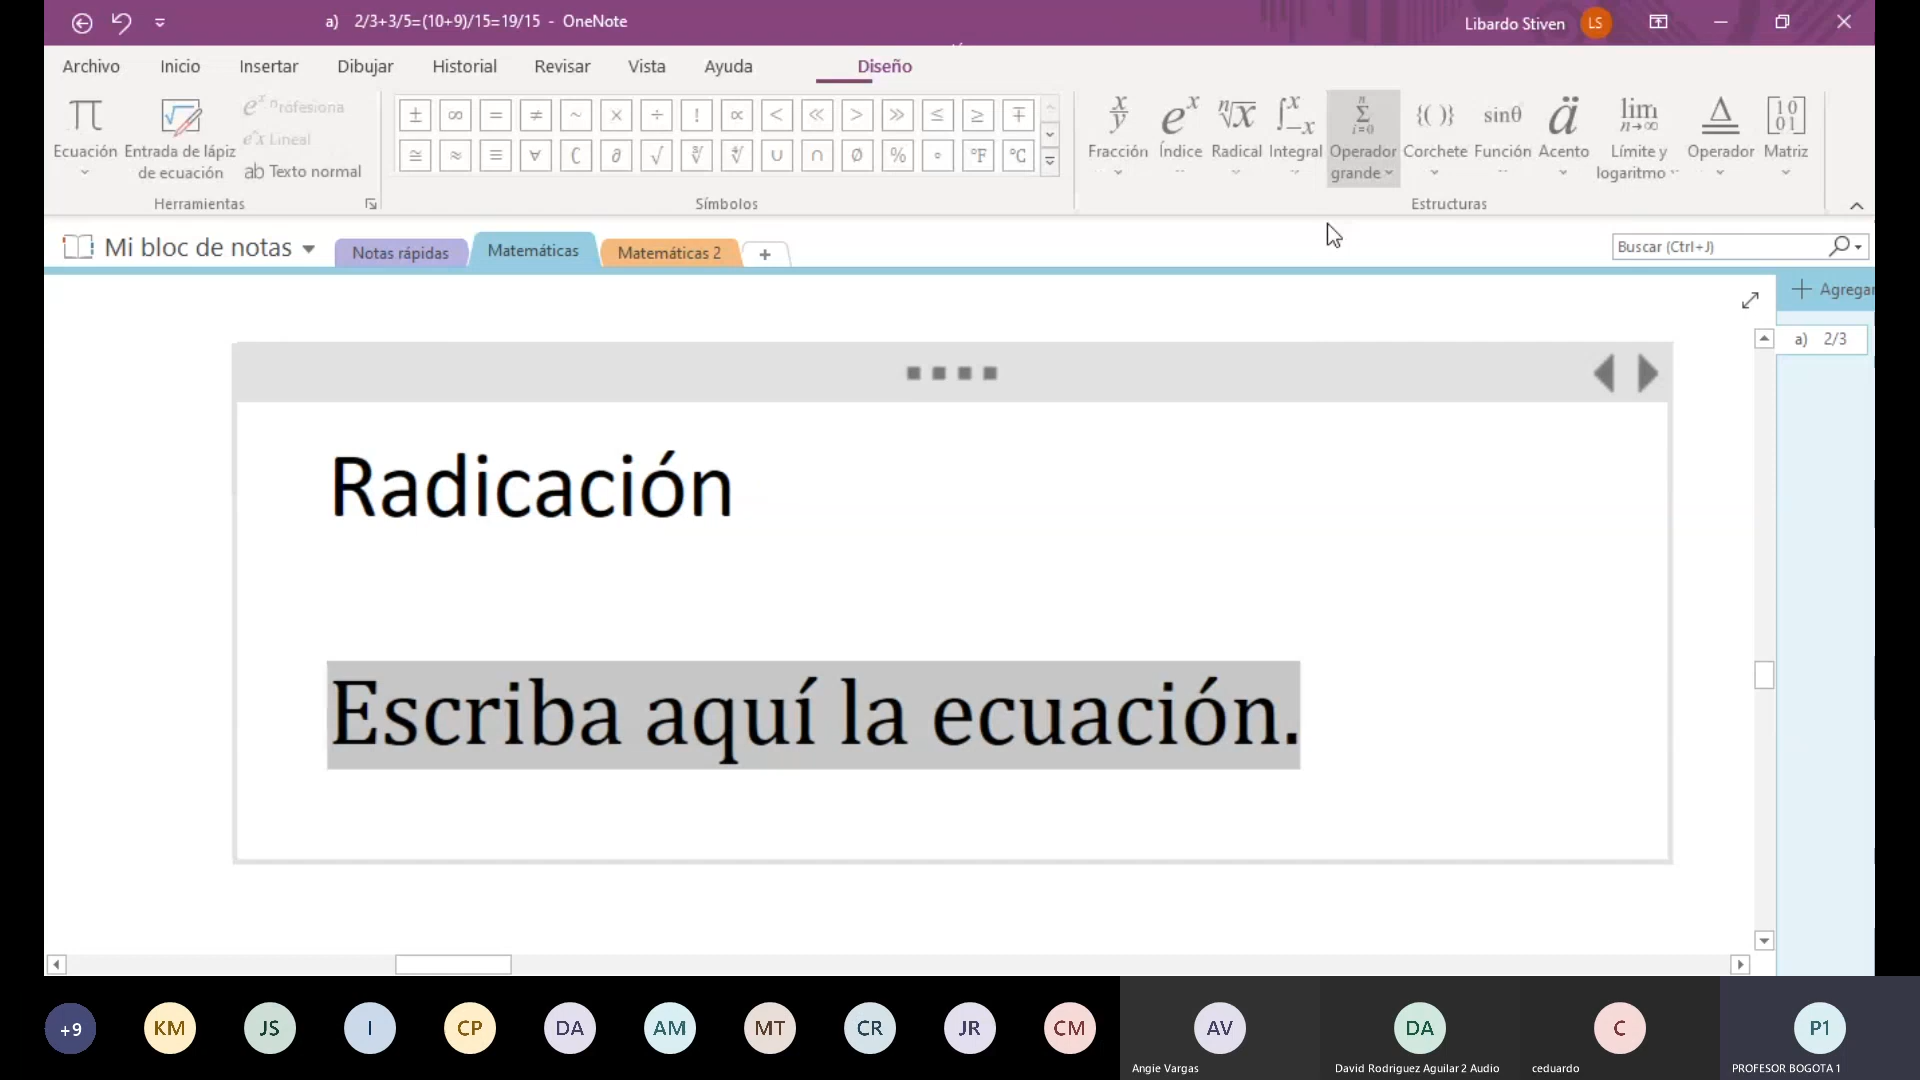 a) 2/3+3/5=(10+9)/15=19/15 - OneNote
Libardo Stiven LS
Archivo Inicio Insertar Dibujar Historial Revisar Vista Ayuda Diseño
Ecuación
Entrada de lápiz de ecuación
Lineal
ab Texto normal
Herramientas
± ∞ = ≠ ~ × ÷ ! ∝ < ≪ > ≫ ≤ ≥ ∓
≅ ≈ ≡ ∀ ∁ ∂ √ ∛ ∜ ∪ ∩ ∅ % ° °F °C
Símbolos
Fracción Índice Radical Integral Operador grande Corchete Función Acento Límite y logaritmo Operador Matriz
Estructuras
Mi bloc de notas
Notas rápidas Matemáticas Matemáticas 2 +
Buscar (Ctrl+J)
Agregar
a) 2/3
Radicación
Escriba aquí la ecuación.
+9 KM JS I CP DA AM MT CR JR CM AV DA C P1
Angie Vargas David Rodriguez Aguilar 2 Audio ceduardo PROFESOR BOGOTA 1